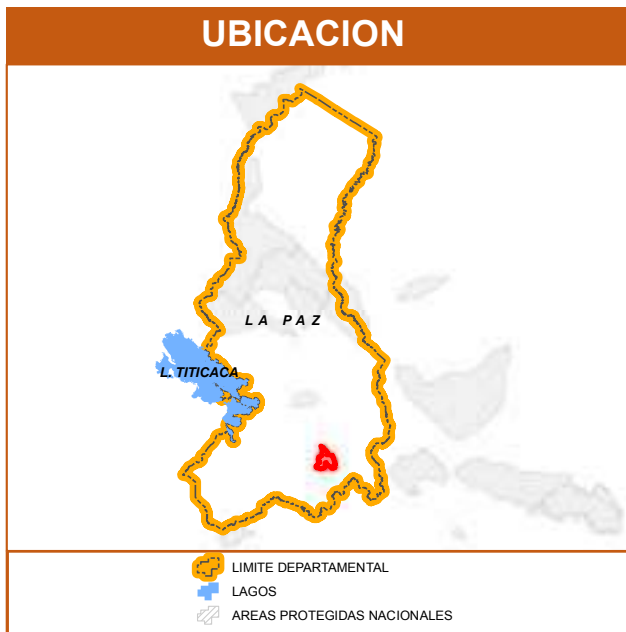 UBICACION
LA PAZ
L. TITICACA
LIMITE DEPARTAMENTAL
LAGOS
AREAS PROTEGIDAS NACIONALES